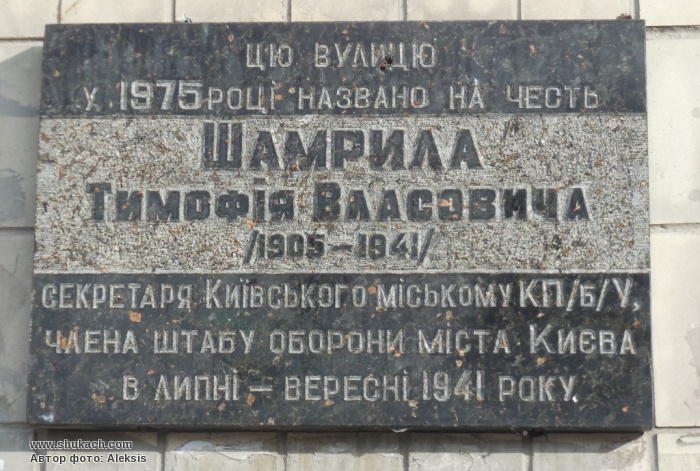 ЦЮ ВУЛИЦЮ
У 1975 РОЦІ НАЗВАНО НА ЧЕСТЬ
ШАМРИЛА
ТИМОФІЯ ВЛАСОВИЧА
/1905-1941/
СЕКРЕТАРЯ КИЇВСЬКОГО МІСЬКОМУ КП/Б/У,
ЧЛЕНА ШТАБУ ОБОРОНИ МІСТА КИЄВА
В ЛИПНІ - ВЕРЕСНІ 1941 РОКУ.
www.shukach.com
Автор фото: Aleksis